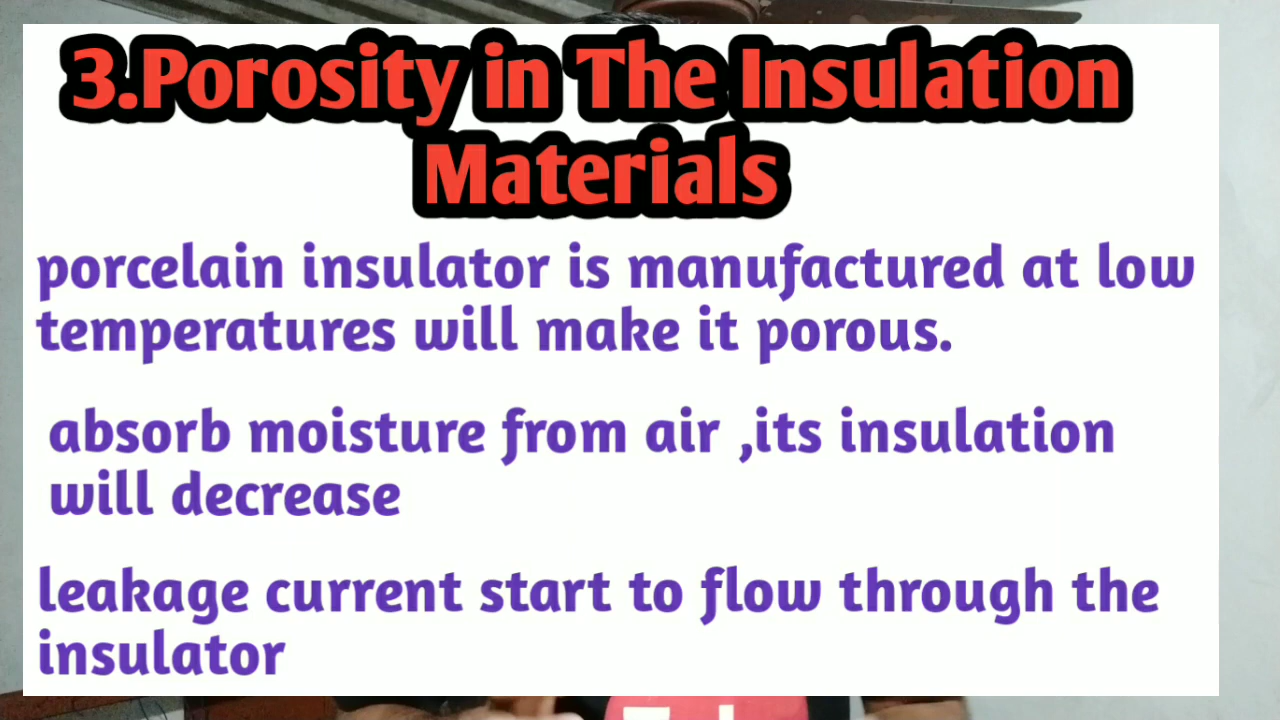 3.Porosity in The Insulation
Materials
porcelain insulator is manufactured at low
temperatures will make it porous.
absorb moisture from air ,its insulation
will decrease
leakage current start to flow through the
insulator